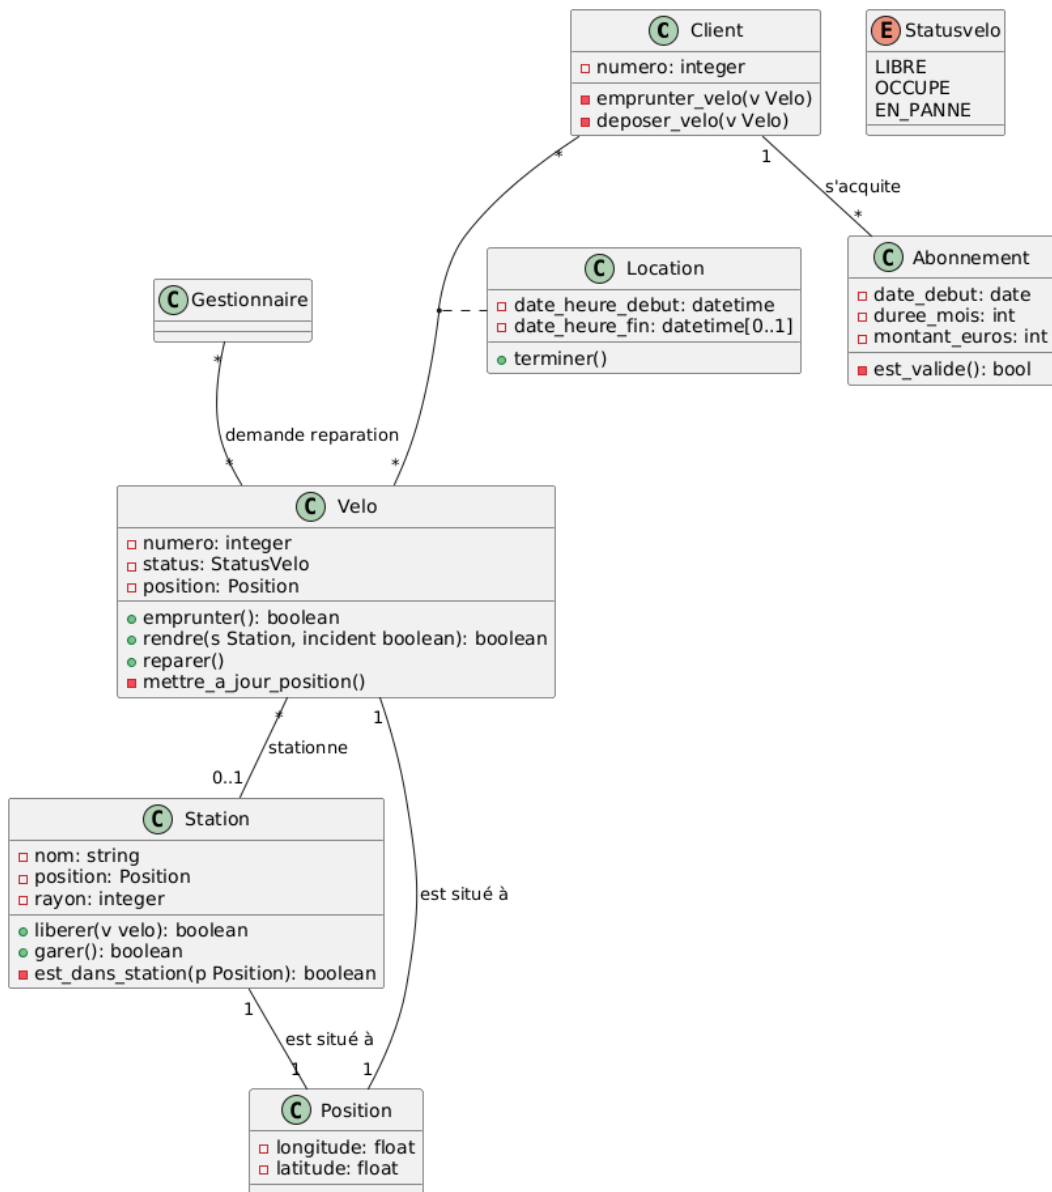 C Client
numero: integer
emprunter_velo(v Velo)
deposer_velo(v Velo)
E Statusvelo
LIBRE
OCCUPE
EN_PANNE
*
1
s'acquite
*
C Gestionnaire
C Location
date_heure_debut: datetime
date_heure_fin: datetime[0..1]
terminer()
C Abonnement
date_debut: date
duree_mois: int
montant_euros: int
est_valide(): bool
*
demande reparation
*
*
C Velo
numero: integer
status: StatusVelo
position: Position
emprunter(): boolean
rendre(s Station, incident boolean): boolean
reparer()
mettre_a_jour_position()
*
1
stationne
0..1
C Station
nom: string
position: Position
rayon: integer
liberer(v velo): boolean
garer(): boolean
est_dans_station(p Position): boolean
est situé à
1
est situé à
1
1
C Position
longitude: float
latitude: float